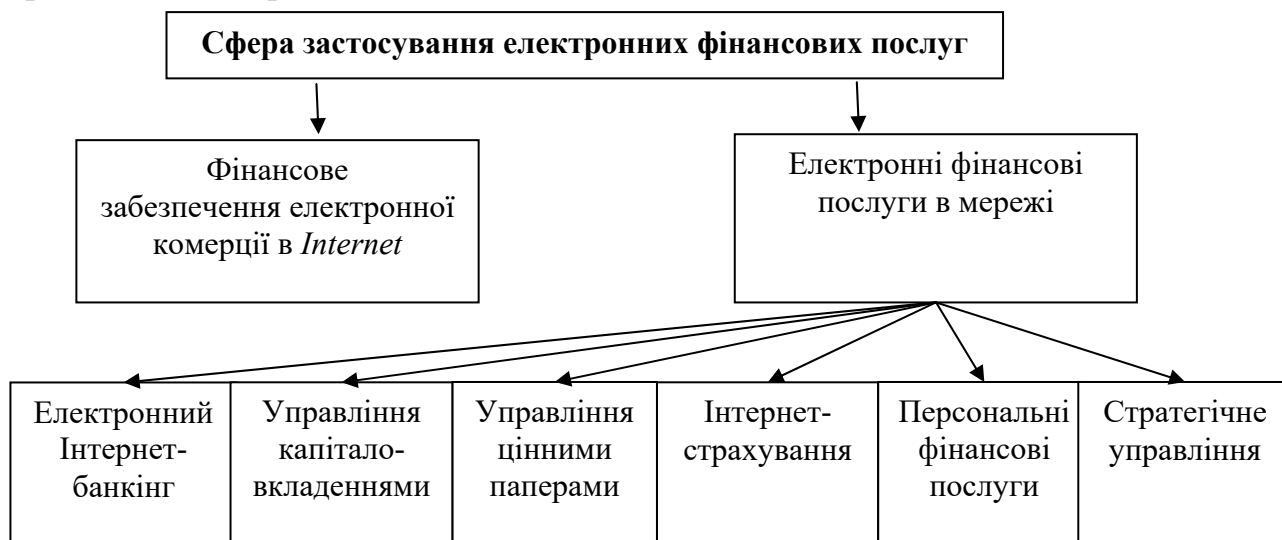 Сфера застосування електронних фінансових послуг
Фінансове
забезпечення електронної
комерції в Internet
Електронні фінансові
послуги в мережі
Електронний
Інтернет-
банкінг
Управління
капітало-
вкладеннями
Управління
цінними
паперами
Інтернет-
страхування
Персональні
фінансові
послуги
Стратегічне
управління